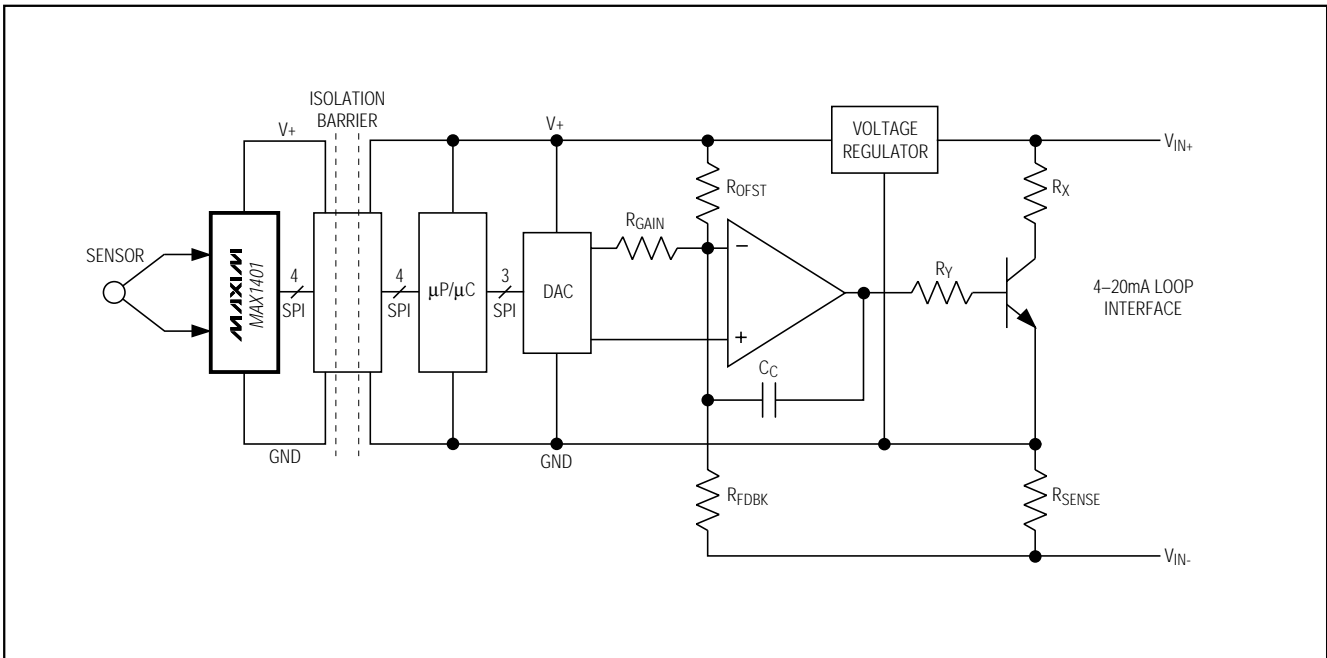 ISOLATION
BARRIER
V+
V+
VOLTAGE
REGULATOR
VIN+
ROFST
RX
RGAIN
SENSOR
MAXIM
MAX1401
4
SPI
4
SPI
µP/µC
3
SPI
DAC
−
+
RY
4–20mA LOOP
INTERFACE
CC
GND
GND
RFDBK
RSENSE
VIN-